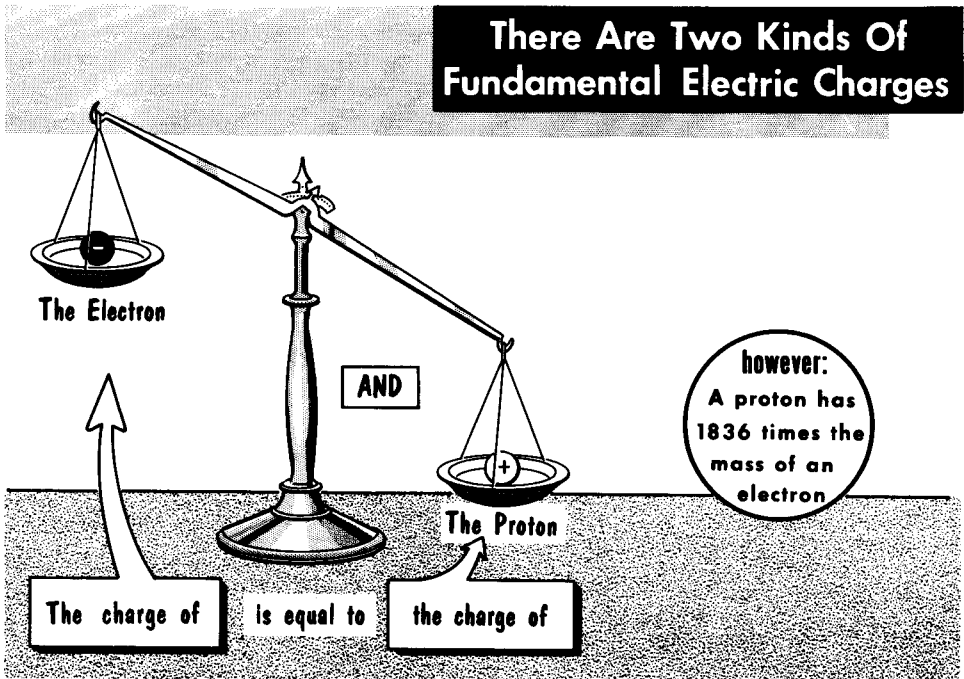 There Are Two Kinds Of
Fundamental Electric Charges
-
The Electron
AND
+
The Proton
however:
A proton has
1836 times the
mass of an
electron
The charge of
is equal to
the charge of